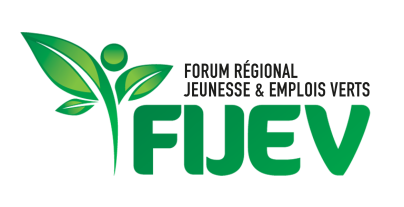 FORUM RÉGIONAL
JEUNESSE & EMPLOIS VERTS
FIJEV